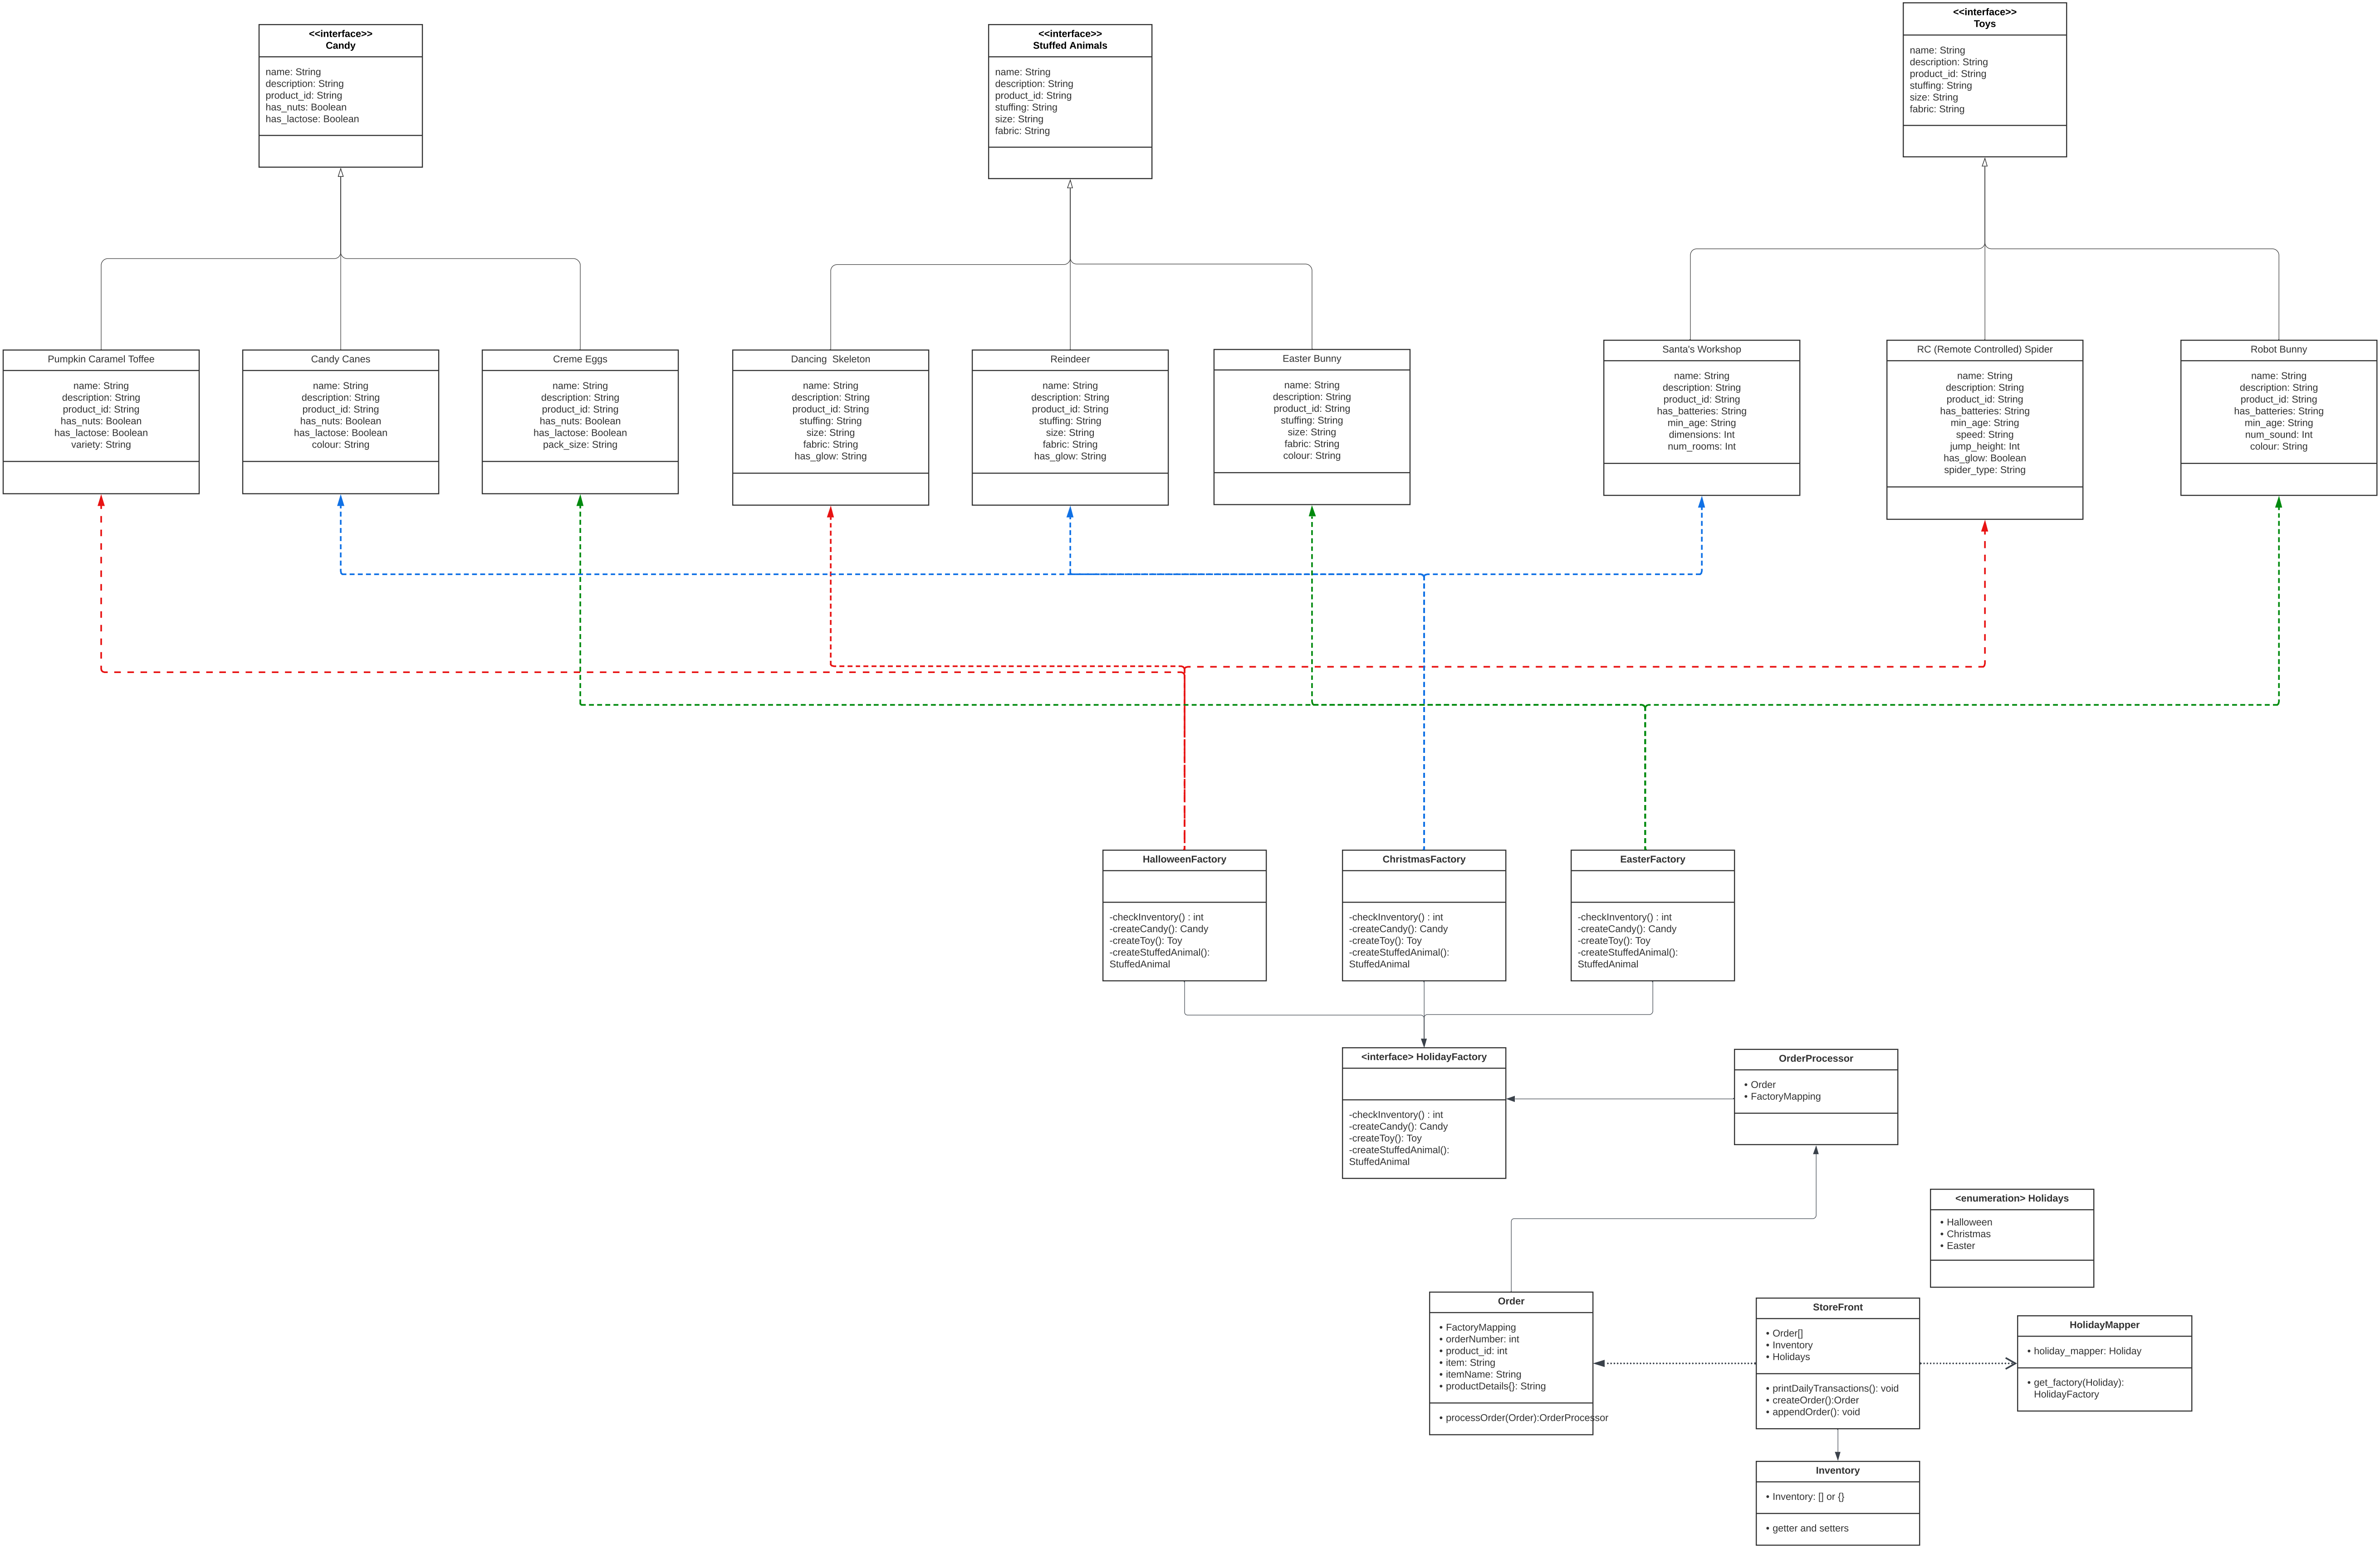 <<interface>>
Candy
name: String
description: String
product_id: String
has_nuts: Boolean
has_lactose: Boolean
<<interface>>
Stuffed Animals
name: String
description: String
product_id: String
stuffing: String
size: String
fabric: String
<<interface>>
Toys
name: String
description: String
product_id: String
stuffing: String
size: String
fabric: String
Pumpkin Caramel Toffee
name: String
description: String
product_id: String
has_nuts: Boolean
has_lactose: Boolean
variety: String
Candy Canes
name: String
description: String
product_id: String
has_nuts: Boolean
has_lactose: Boolean
colour: String
Creme Eggs
name: String
description: String
product_id: String
has_nuts: Boolean
has_lactose: Boolean
pack_size: String
Dancing  Skeleton
name: String
description: String
product_id: String
stuffing: String
size: String
fabric: String
has_glow: String
Reindeer
name: String
description: String
product_id: String
stuffing: String
size: String
fabric: String
has_glow: String
Easter Bunny
name: String
description: String
product_id: String
stuffing: String
size: String
fabric: String
colour: String
Santa's Workshop
name: String
description: String
product_id: String
has_batteries: String
min_age: String
dimensions: Int
num_rooms: Int
RC (Remote Controlled) Spider
name: String
description: String
product_id: String
has_batteries: String
min_age: String
speed: String
jump_height: Int
has_glow: Boolean
spider_type: String
Robot Bunny
name: String
description: String
product_id: String
has_batteries: String
min_age: String
num_sound: Int
colour: String
HalloweenFactory
-checkInventory() : int
-createCandy(): Candy
-createToy(): Toy
-createStuffedAnimal():
StuffedAnimal
ChristmasFactory
-checkInventory() : int
-createCandy(): Candy
-createToy(): Toy
-createStuffedAnimal():
StuffedAnimal
EasterFactory
-checkInventory() : int
-createCandy(): Candy
-createToy(): Toy
-createStuffedAnimal():
StuffedAnimal
<interface> HolidayFactory
-checkInventory() : int
-createCandy(): Candy
-createToy(): Toy
-createStuffedAnimal():
StuffedAnimal
OrderProcessor
• Order
• FactoryMapping
<enumeration> Holidays
• Halloween
• Christmas
• Easter
Order
• FactoryMapping
• orderNumber: int
• product_id: int
• item: String
• itemName: String
• productDetails{}: String
• processOrder(Order):OrderProcessor
StoreFront
• Order[]
• Inventory
• Holidays
• printDailyTransactions(): void
• createOrder():Order
• appendOrder(): void
HolidayMapper
• holiday_mapper: Holiday
• get_factory(Holiday):
HolidayFactory
Inventory
• Inventory: [] or {}
• getter and setters